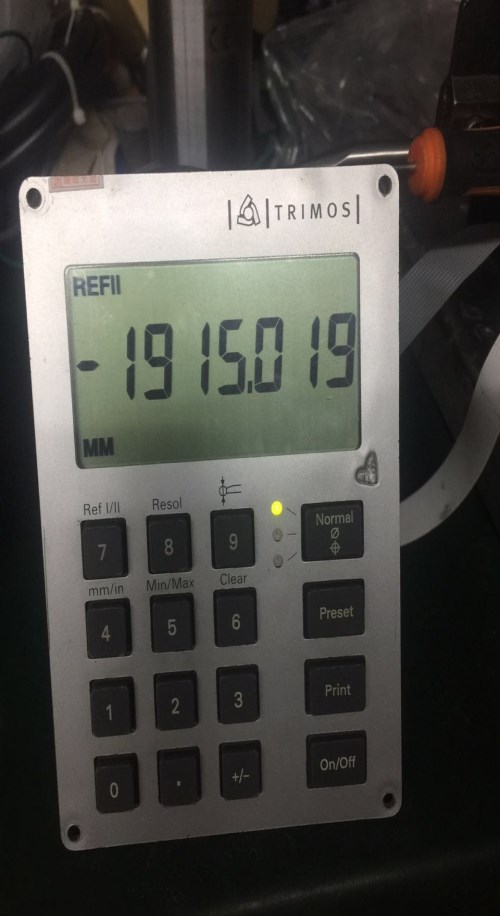 TRIMOS
REFII
-1915.019
MM
Ref I/II Resol
7 8 9 Normal
mm/in Min/Max Clear
4 5 6 Preset
1 2 3 Print
0 . +/- On/Off